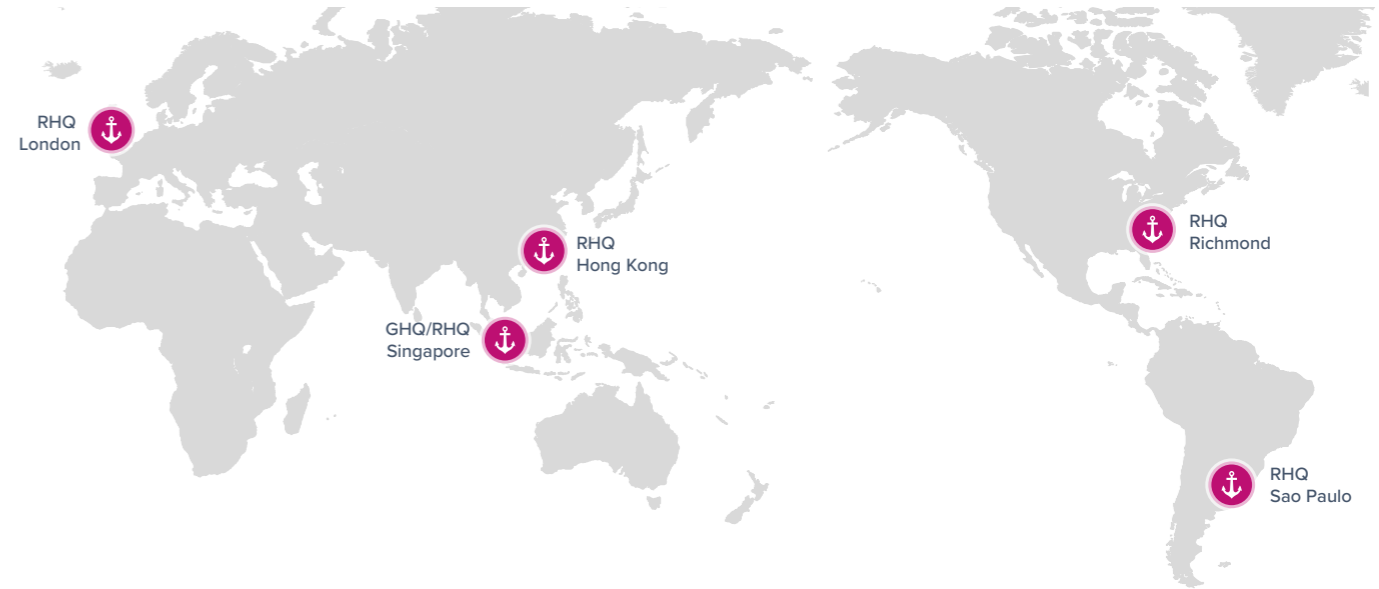 RHQ
London
RHQ
Hong Kong
GHQ/RHQ
Singapore
RHQ
Richmond
RHQ
Sao Paulo